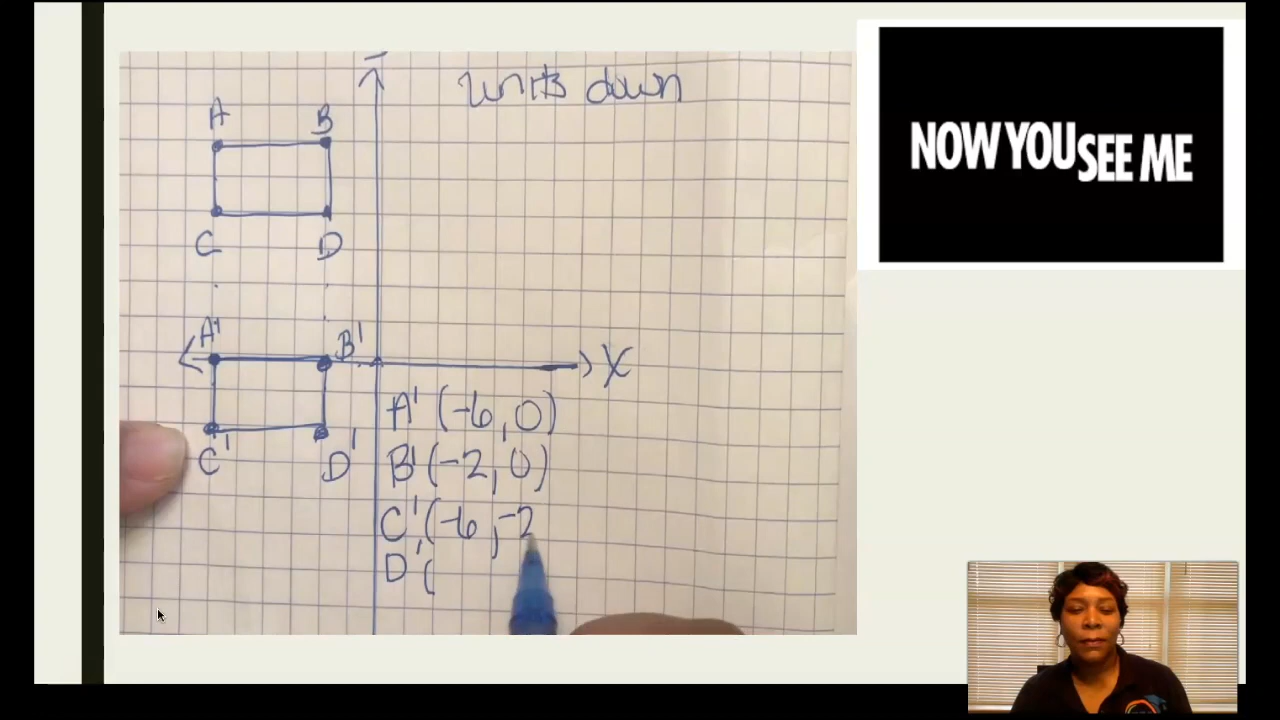 units down
A B
C D
A' B'
X
C' D'
A' (-6, 0)
B' (-2, 0)
C' (-6, -2
D' (
NOW YOU SEE ME